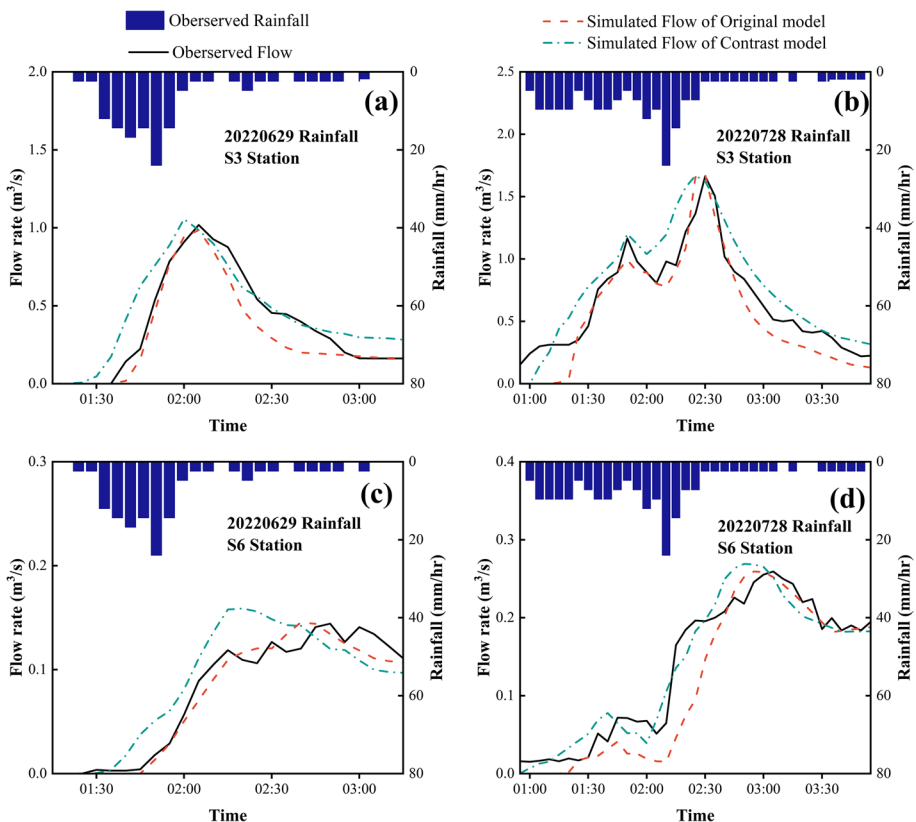 Oberserved Rainfall
Oberserved Flow
Simulated Flow of Original model
Simulated Flow of Contrast model
2.0
1.5
1.0
0.5
0.0
Flow rate (m³/s)
(a)
20220629 Rainfall
S3 Station
0
20
40
60
80
Rainfall (mm/hr)
01:30
02:00
02:30
03:00
Time
2.5
2.0
1.5
1.0
0.5
0.0
Flow rate (m³/s)
(b)
20220728 Rainfall
S3 Station
0
20
40
60
80
Rainfall (mm/hr)
01:00
01:30
02:00
02:30
03:00
03:30
Time
0.3
0.2
0.1
0.0
Flow rate (m³/s)
(c)
20220629 Rainfall
S6 Station
0
20
40
60
80
Rainfall (mm/hr)
01:30
02:00
02:30
03:00
Time
0.4
0.3
0.2
0.1
0.0
Flow rate (m³/s)
(d)
20220728 Rainfall
S6 Station
0
20
40
60
80
Rainfall (mm/hr)
01:00
01:30
02:00
02:30
03:00
03:30
Time